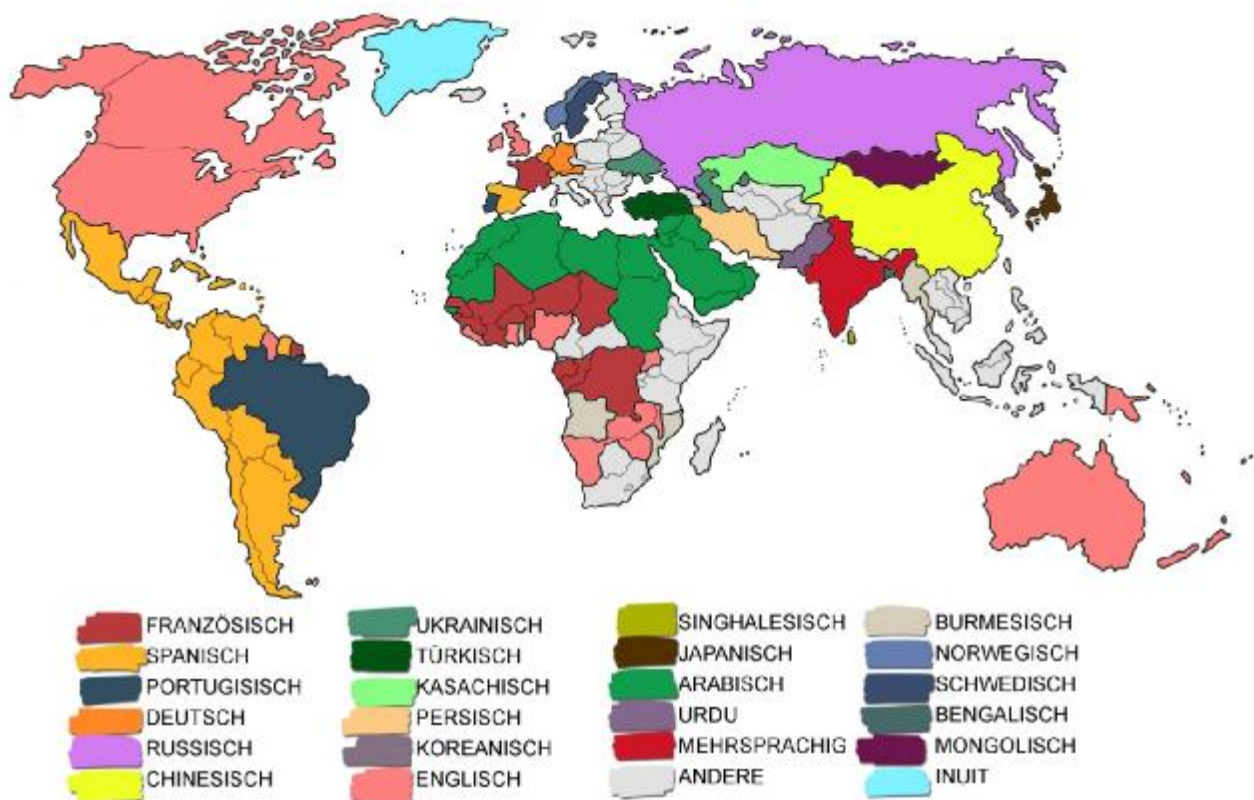 FRANZÖSISCH
SPANISCH
PORTUGISISCH
DEUTSCH
RUSSISCH
CHINESISCH
UKRAINISCH
TÜRKISCH
KASACHISCH
PERSISCH
KOREANISCH
ENGLISCH
SINGHALESISCH
JAPANISCH
ARABISCH
URDU
MEHRSPRACHIG
ANDERE
BURMESISCH
NORWEGISCH
SCHWEDISCH
BENGALISCH
MONGOLISCH
INUIT